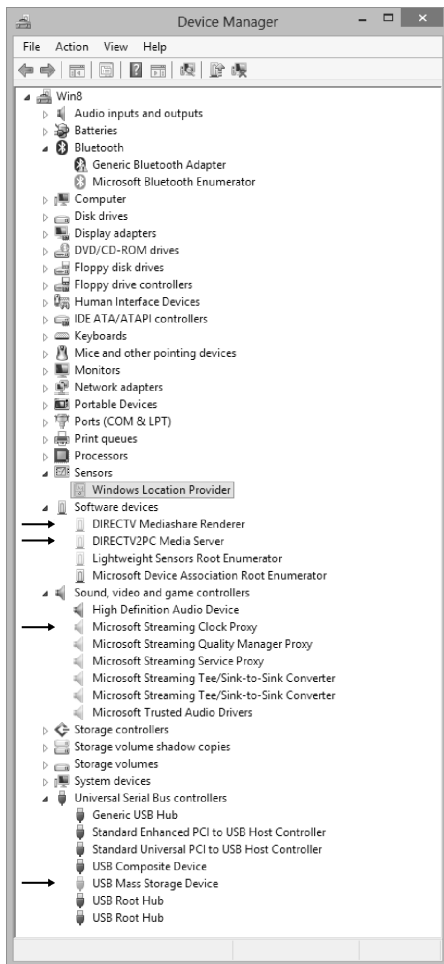 Device Manager
File Action View Help
Win8
Audio inputs and outputs
Batteries
Bluetooth
Generic Bluetooth Adapter
Microsoft Bluetooth Enumerator
Computer
Disk drives
Display adapters
DVD/CD-ROM drives
Floppy disk drives
Floppy drive controllers
Human Interface Devices
IDE ATA/ATAPI controllers
Keyboards
Mice and other pointing devices
Monitors
Network adapters
Portable Devices
Ports (COM & LPT)
Print queues
Processors
Sensors
Windows Location Provider
Software devices
DIRECTV Mediashare Renderer
DIRECTV2PC Media Server
Lightweight Sensors Root Enumerator
Microsoft Device Association Root Enumerator
Sound, video and game controllers
High Definition Audio Device
Microsoft Streaming Clock Proxy
Microsoft Streaming Quality Manager Proxy
Microsoft Streaming Service Proxy
Microsoft Streaming Tee/Sink-to-Sink Converter
Microsoft Streaming Tee/Sink-to-Sink Converter
Microsoft Trusted Audio Drivers
Storage controllers
Storage volume shadow copies
Storage volumes
System devices
Universal Serial Bus controllers
Generic USB Hub
Standard Enhanced PCI to USB Host Controller
Standard Universal PCI to USB Host Controller
USB Composite Device
USB Mass Storage Device
USB Root Hub
USB Root Hub